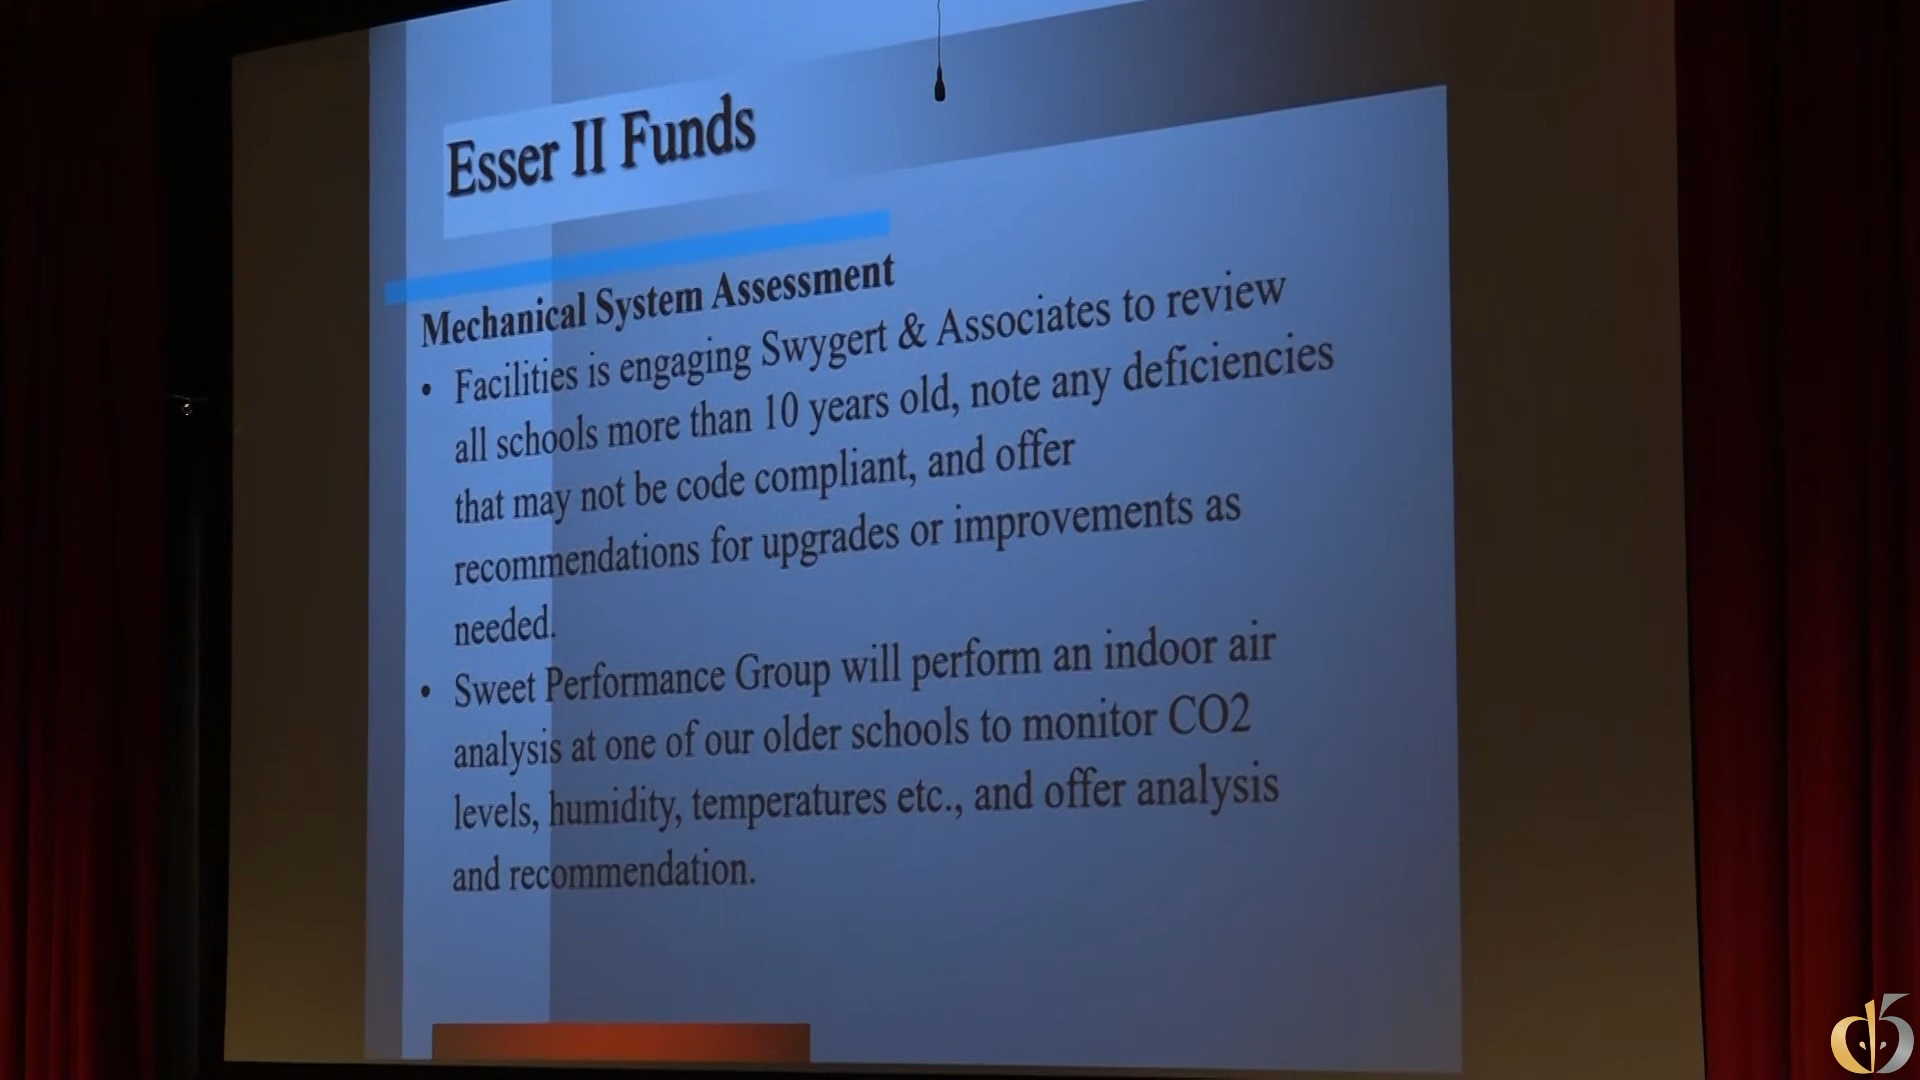 Esser II Funds
Mechanical System Assessment
• Facilities is engaging Swygert & Associates to review
all schools more than 10 years old, note any deficiencies
that may not be code compliant, and offer
recommendations for upgrades or improvements as
needed.
• Sweet Performance Group will perform an indoor air
analysis at one of our older schools to monitor CO2
levels, humidity, temperatures etc., and offer analysis
and recommendation.
d5